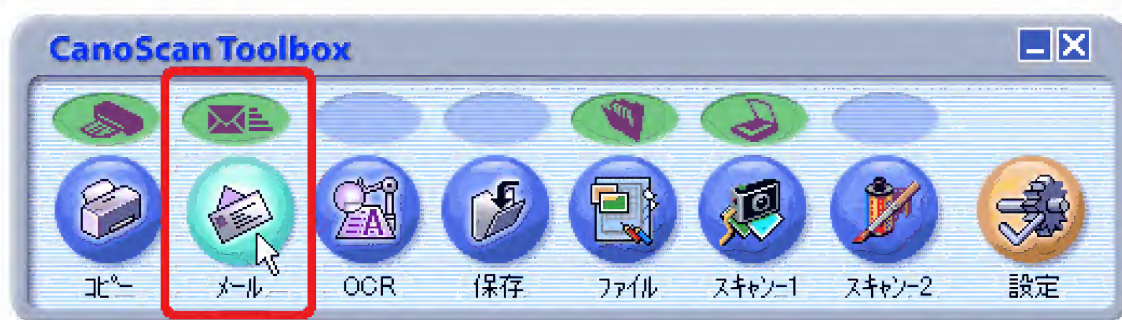 CanoScan Toolbox
ｺﾋﾟｰ ﾒｰﾙ OCR 保存 ﾌｧｲﾙ ｽｷｬﾝ-1 ｽｷｬﾝ-2 設定